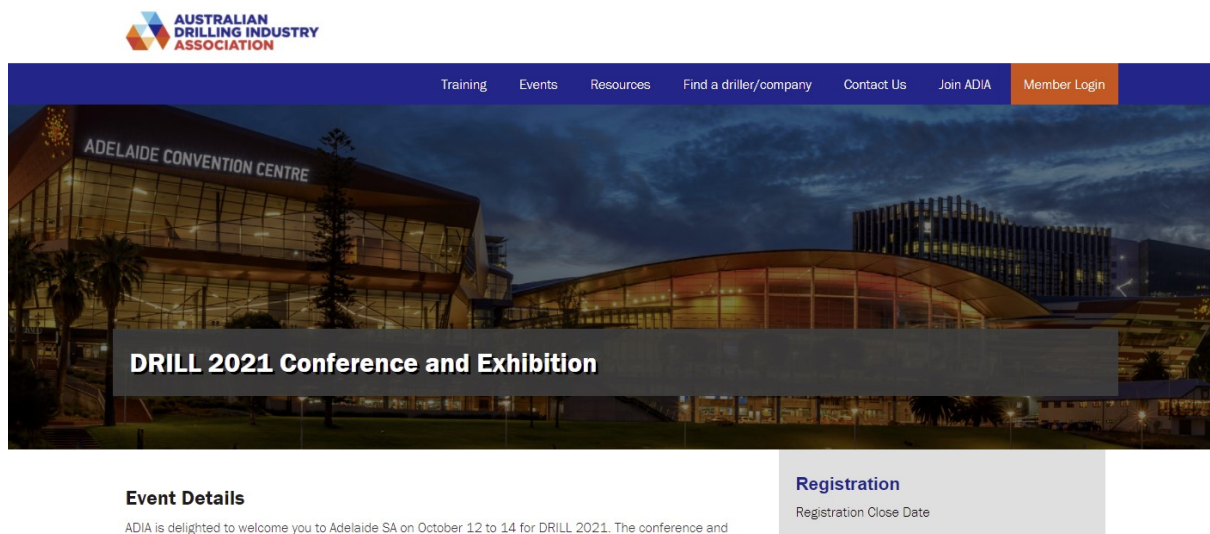 AUSTRALIAN
DRILLING INDUSTRY
ASSOCIATION
Training Events Resources Find a driller/company Contact Us Join ADIA Member Login
ADELAIDE CONVENTION CENTRE
DRILL 2021 Conference and Exhibition
Registration
Event Details
Registration Close Date
ADIA is delighted to welcome you to Adelaide SA on October 12 to 14 for DRILL 2021. The conference and